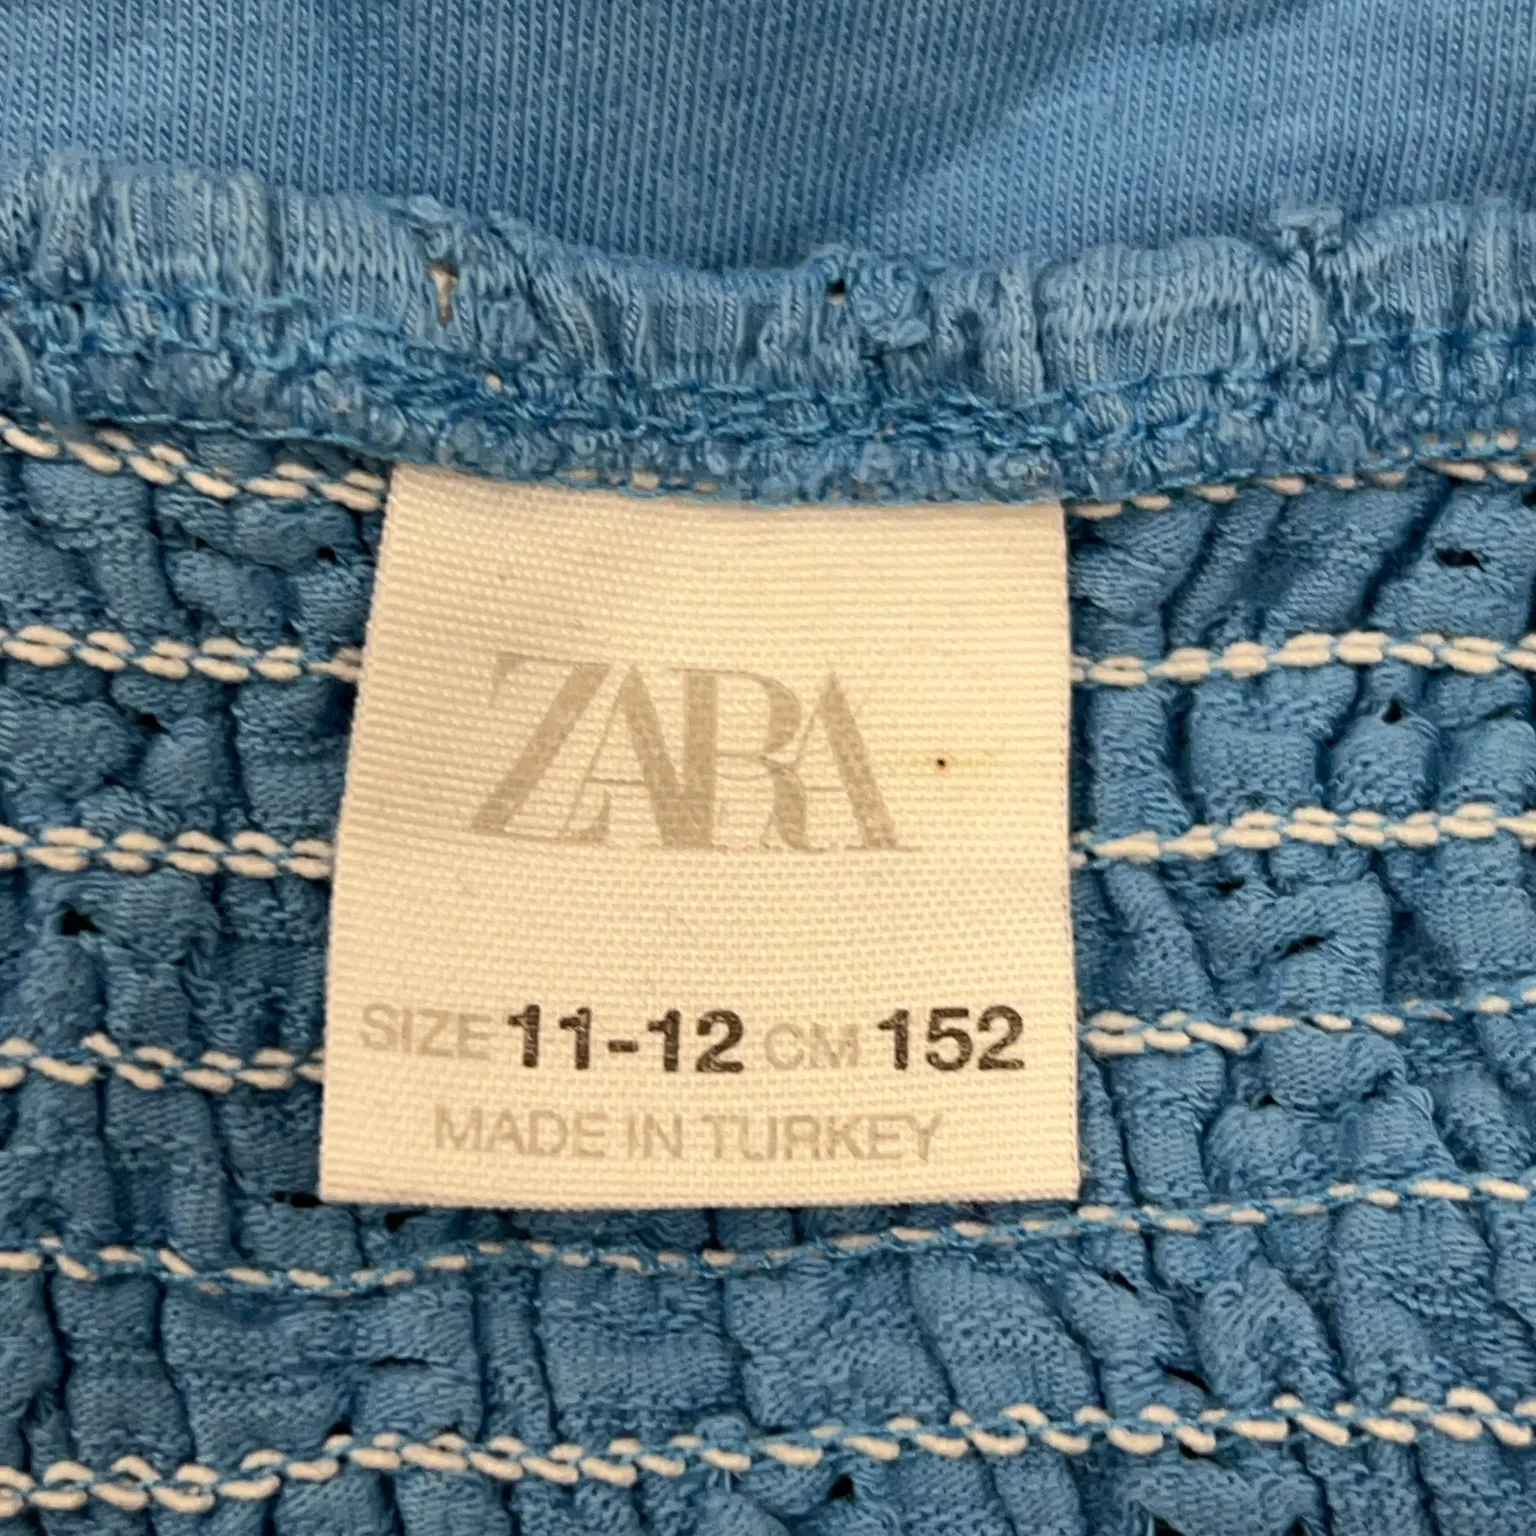 ZARA
SIZE 11-12 CM 152
MADE IN TURKEY